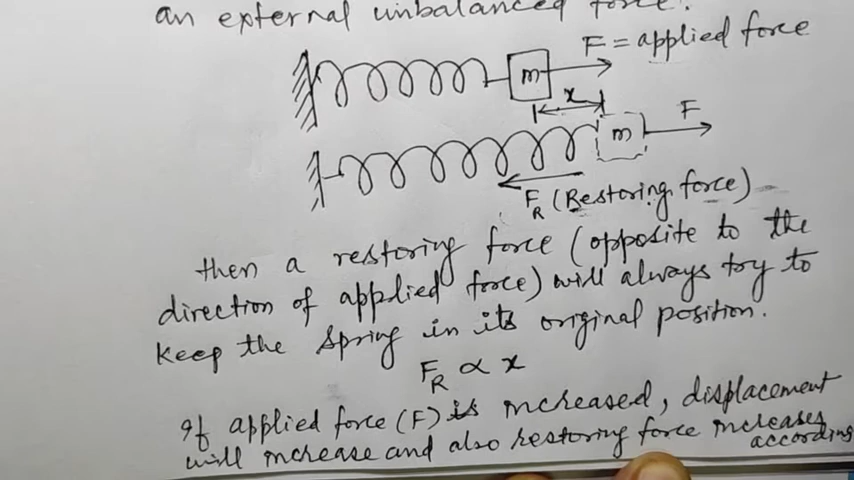 an external unbalanced force.
F = applied force
m
x
F
m
F_R (Restoring force)
then a restoring force (opposite to the
direction of applied force) will always try to
keep the spring in its original position.
F_R ∝ x
If applied force (F) is increased, displacement
will increase and also restoring force increases
according